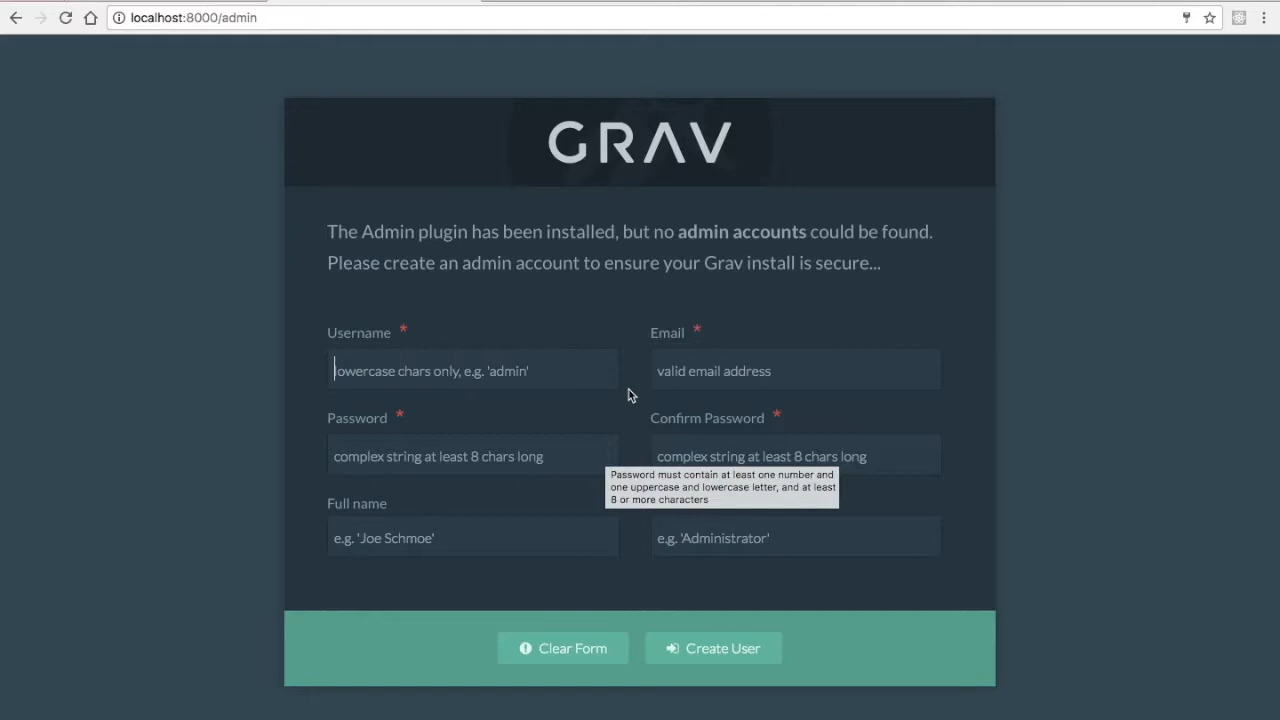 localhost:8000/admin
GRAV
The Admin plugin has been installed, but no admin accounts could be found.
Please create an admin account to ensure your Grav install is secure...
Username *
Email *
lowercase chars only, e.g. 'admin'
valid email address
Password *
Confirm Password *
complex string at least 8 chars long
complex string at least 8 chars long
Password must contain at least one number and
one uppercase and lowercase letter, and at least
8 or more characters
Full name
e.g. 'Joe Schmoe'
e.g. 'Administrator'
Clear Form
Create User